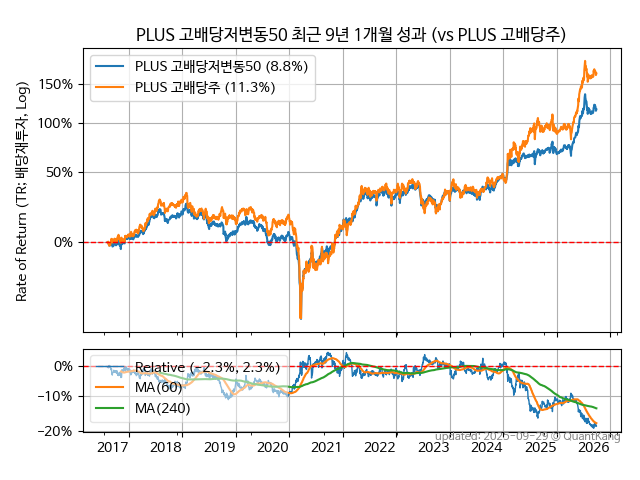 PLUS 고배당저변동50 최근 9년 1개월 성과 (vs PLUS 고배당주)
PLUS 고배당저변동50 (8.8%)
PLUS 고배당주 (11.3%)
Rate of Return (TR: 배당재투자, Log)
150%
100%
50%
0%
Relative (-2.3%, 2.3%)
MA(60)
MA(240)
0%
−10%
−20%
2017 2018 2019 2020 2021 2022 2023 2024 2025 2026
updated: 2025-09-29 © QuantKang